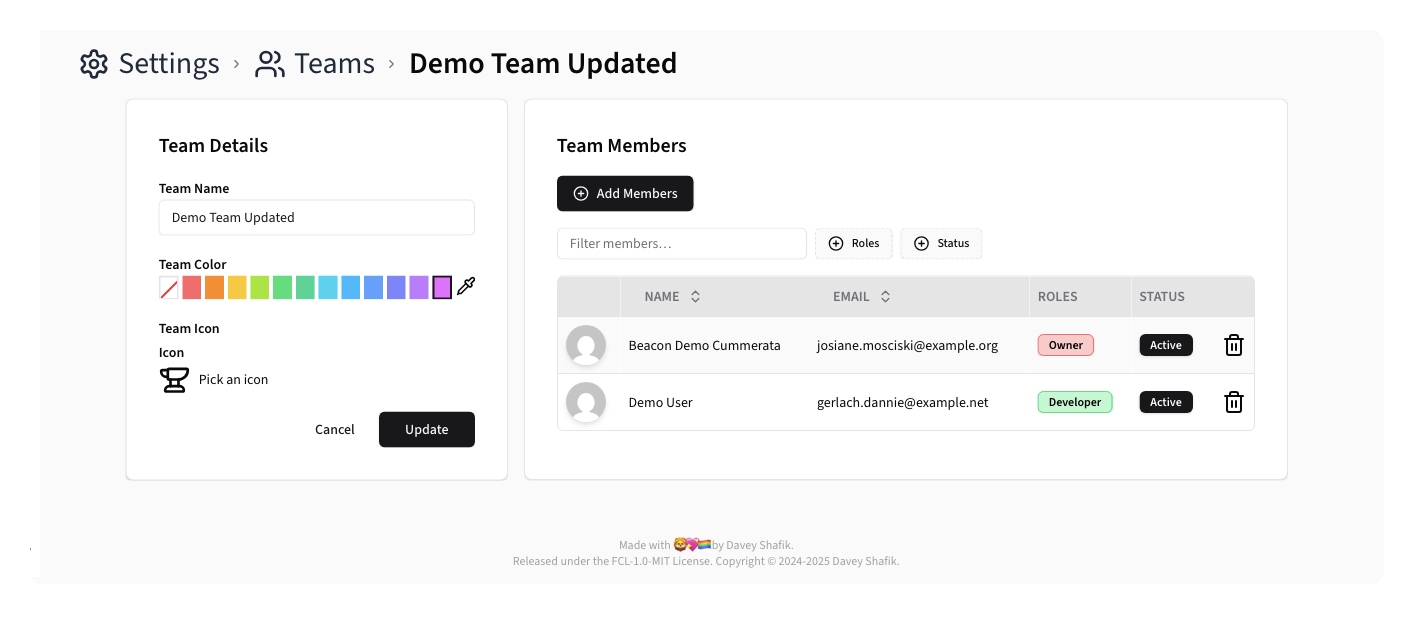 Settings › Teams › Demo Team Updated
Team Details
Team Name
Demo Team Updated
Team Color
Team Icon
Icon
Pick an icon
Cancel Update
Team Members
Add Members
Filter members... Roles Status
NAME EMAIL ROLES STATUS
Beacon Demo Cummerata josiane.mosciski@example.org Owner Active
Demo User gerlach.dannie@example.net Developer Active
Made with 🦁💖🏳️‍🌈 by Davey Shafik.
Released under the FCL-1.0-MIT License. Copyright © 2024-2025 Davey Shafik.